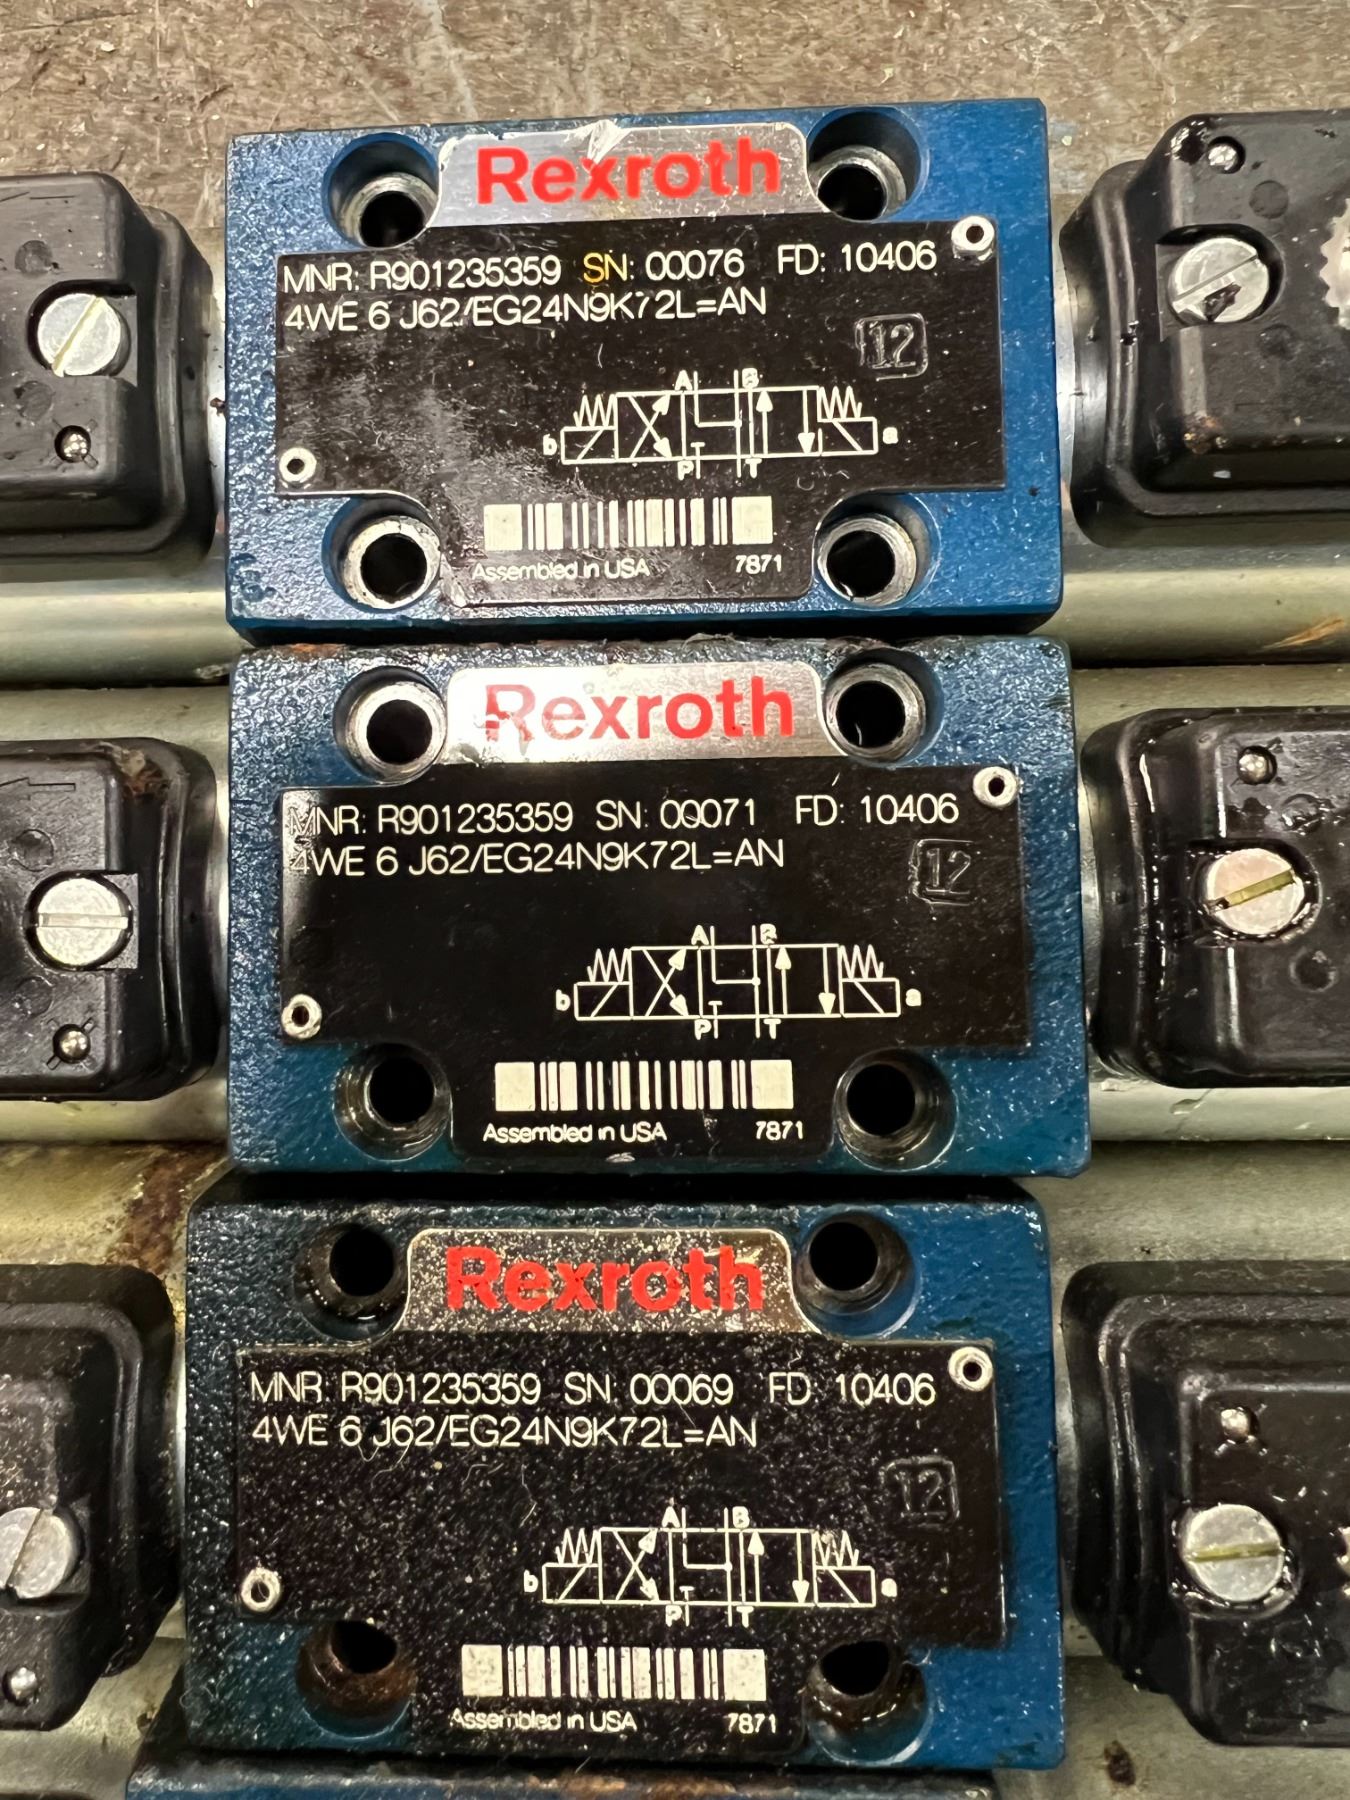 Rexroth
MNR: R901235359 SN: 00076 FD: 10406
4WE 6 J62/EG24N9K72L=AN
12
A B
b a
P T T
Assembled in USA 7871
Rexroth
MNR: R901235359 SN: 00071 FD: 10406
4WE 6 J62/EG24N9K72L=AN
12
A B
b a
P T T
Assembled in USA 7871
Rexroth
MNR: R901235359 SN: 00069 FD: 10406
4WE 6 J62/EG24N9K72L=AN
12
A B
b a
P T T
Assembled in USA 7871